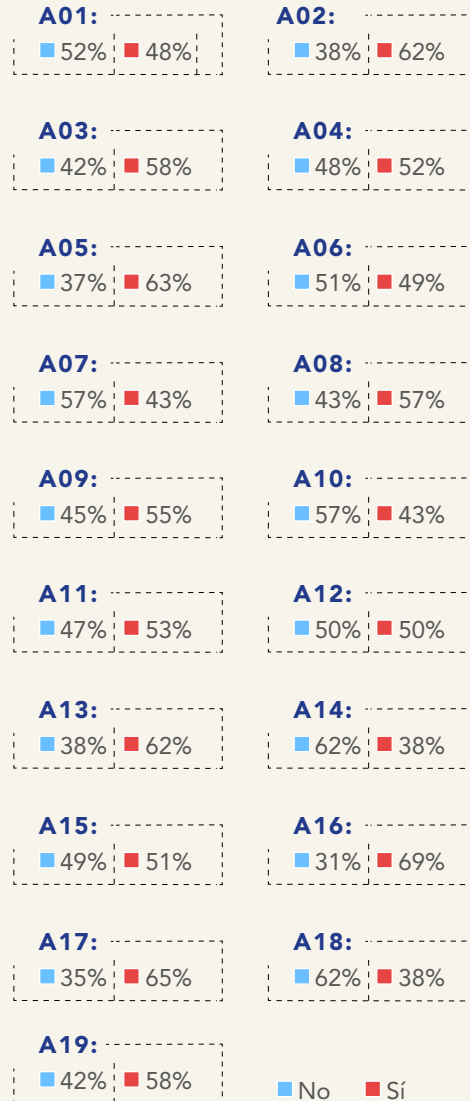 A01: A02:
52% 48% 38% 62%
A03: A04:
42% 58% 48% 52%
A05: A06:
37% 63% 51% 49%
A07: A08:
57% 43% 43% 57%
A09: A10:
45% 55% 57% 43%
A11: A12:
47% 53% 50% 50%
A13: A14:
38% 62% 62% 38%
A15: A16:
49% 51% 31% 69%
A17: A18:
35% 65% 62% 38%
A19:
42% 58% No Sí